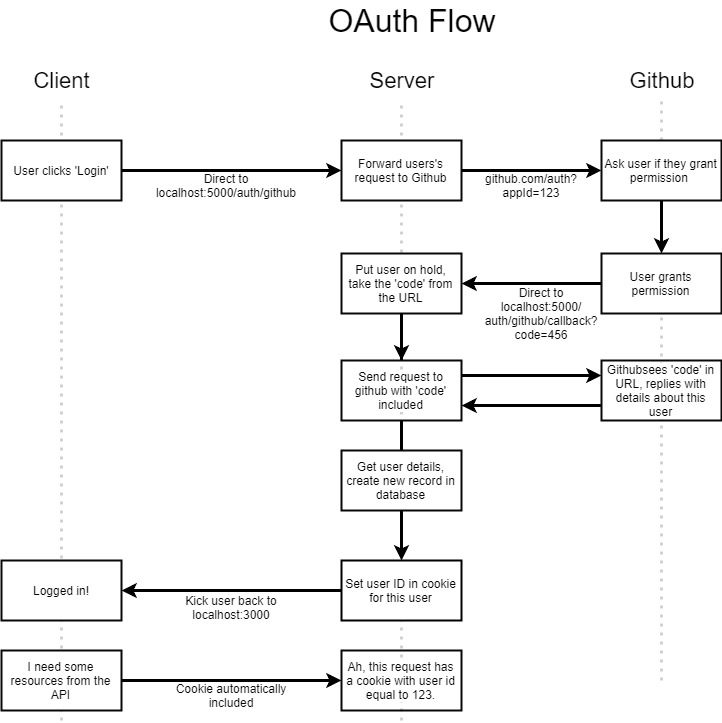 OAuth Flow
Client
Server
Github
User clicks 'Login'
Direct to
localhost:5000/auth/github
Forward users's
request to Github
github.com/auth?
appId=123
Ask user if they grant
permission
User grants
permission
Direct to
localhost:5000/
auth/github/callback?
code=456
Put user on hold,
take the 'code' from
the URL
Send request to
github with 'code'
included
Githubsees 'code' in
URL, replies with
details about this
user
Get user details,
create new record in
database
Set user ID in cookie
for this user
Kick user back to
localhost:3000
Logged in!
I need some
resources from the
API
Cookie automatically
included
Ah, this request has
a cookie with user id
equal to 123.